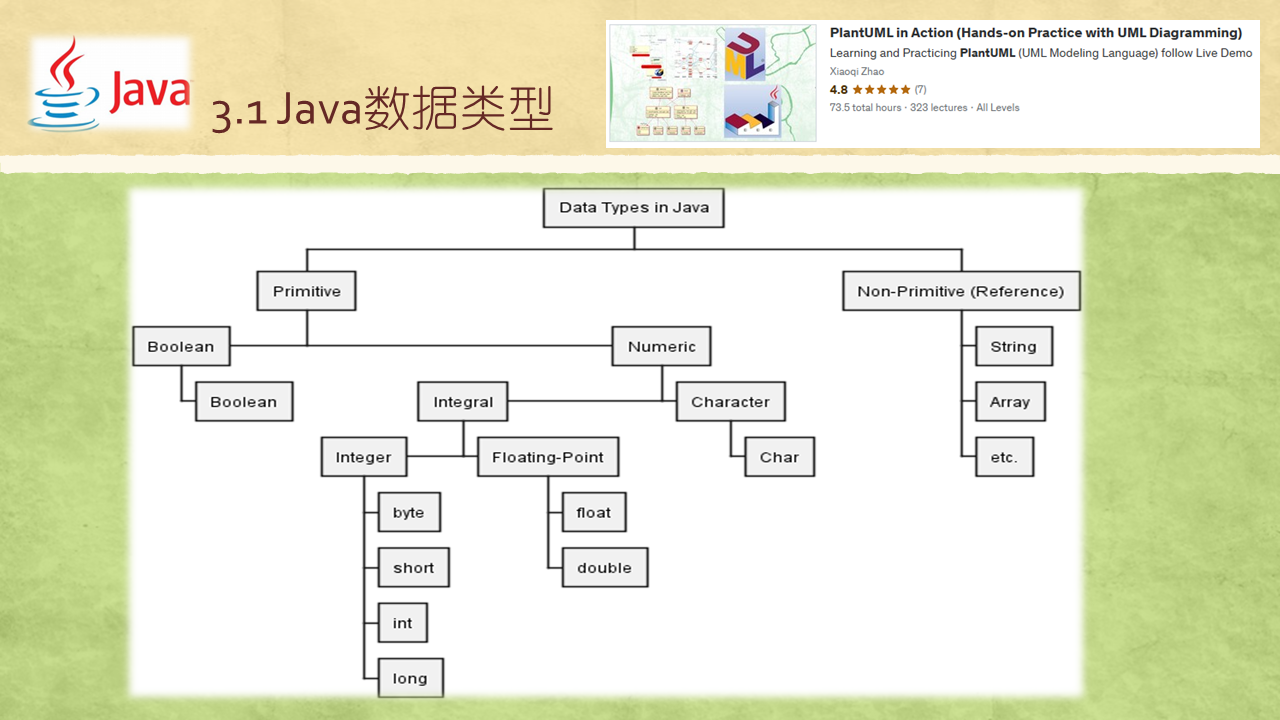 Java
3.1 Java数据类型
PlantUML in Action (Hands-on Practice with UML Diagramming)
Learning and Practicing PlantUML (UML Modeling Language) follow Live Demo
Xiaoqi Zhao
4.8 ★★★★★ (7)
73.5 total hours · 323 lectures · All Levels
UML
Data Types in Java
Primitive
Non-Primitive (Reference)
Boolean
Numeric
String
Boolean
Integral
Character
Array
Integer
Floating-Point
Char
etc.
byte
float
short
double
int
long